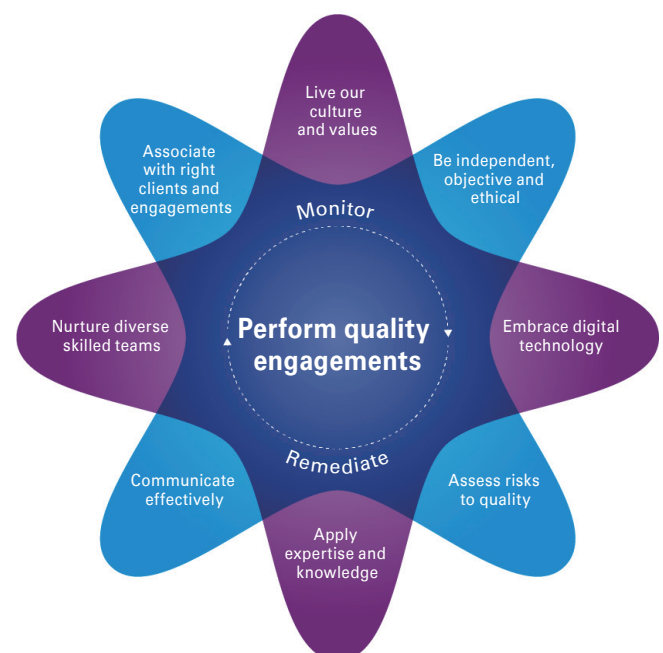 Live our
culture
and values
Associate
with right
clients and
engagements
Be independent,
objective and
ethical
Monitor
Nurture diverse
skilled teams
Perform quality
engagements
Embrace digital
technology
Remediate
Communicate
effectively
Assess risks
to quality
Apply
expertise and
knowledge